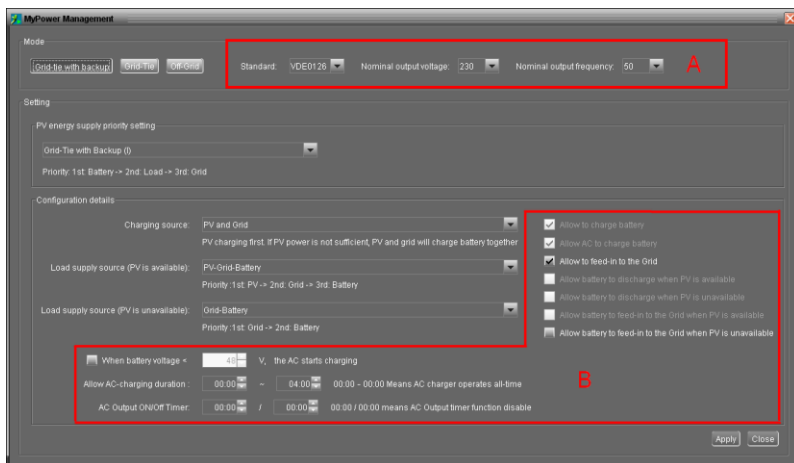 MyPower Management
Mode
Grid-tie with backup Grid-Tie Off-Grid Standard: VDE0126 Nominal output voltage: 230 Nominal output frequency: 50 A
Setting
PV energy supply priority setting
Grid-Tie with Backup (I)
Priority: 1st: Battery -> 2nd: Load -> 3rd: Grid
Configuration details
Charging source: PV and Grid
PV charging first. If PV power is not sufficient, PV and grid will charge battery together
Load supply source (PV is available): PV-Grid-Battery
Priority :1st: PV-> 2nd: Grid -> 3rd: Battery
Load supply source (PV is unavailable): Grid-Battery
Priority :1st: Grid -> 2nd: Battery
Allow to charge battery
Allow AC to charge battery
Allow to feed-in to the Grid
Allow battery to discharge when PV is available
Allow battery to discharge when PV is unavailable
Allow battery to feed-in to the Grid when PV is available
Allow battery to feed-in to the Grid when PV is unavailable
When battery voltage < 48 V, the AC starts charging
Allow AC-charging duration : 00:00 ~ 04:00 00:00 - 00:00 Means AC charger operates all-time
B
AC Output ON/Off Timer: 00:00 / 00:00 00:00 / 00:00 means AC Output timer function disable
Apply Close